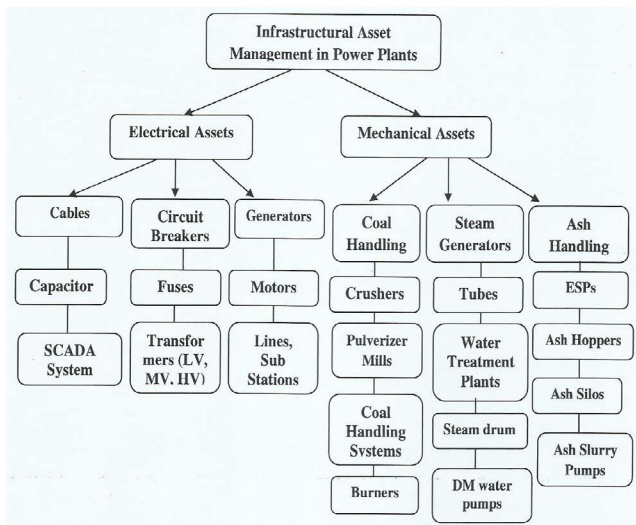 Infrastructural Asset
Management in Power Plants
Electrical Assets
Mechanical Assets
Cables
Capacitor
SCADA
System
Circuit
Breakers
Fuses
Transfor
mers (LV,
MV, HV)
Generators
Motors
Lines,
Sub
Stations
Coal
Handling
Crushers
Pulverizer
Mills
Coal
Handling
Systems
Burners
Steam
Generators
Tubes
Water
Treatment
Plants
Steam drum
DM water
pumps
Ash
Handling
ESPs
Ash Hoppers
Ash Silos
Ash Slurry
Pumps